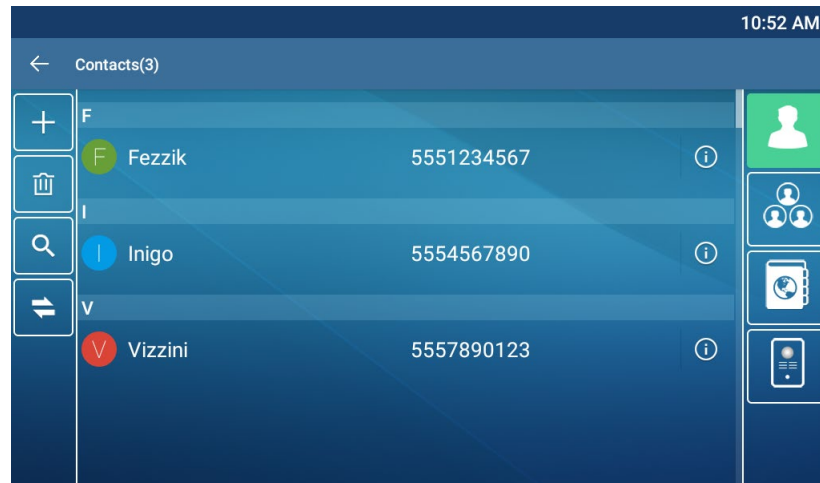 10:52 AM
Contacts(3)
F
F Fezzik 5551234567
I
I Inigo 5554567890
V
V Vizzini 5557890123